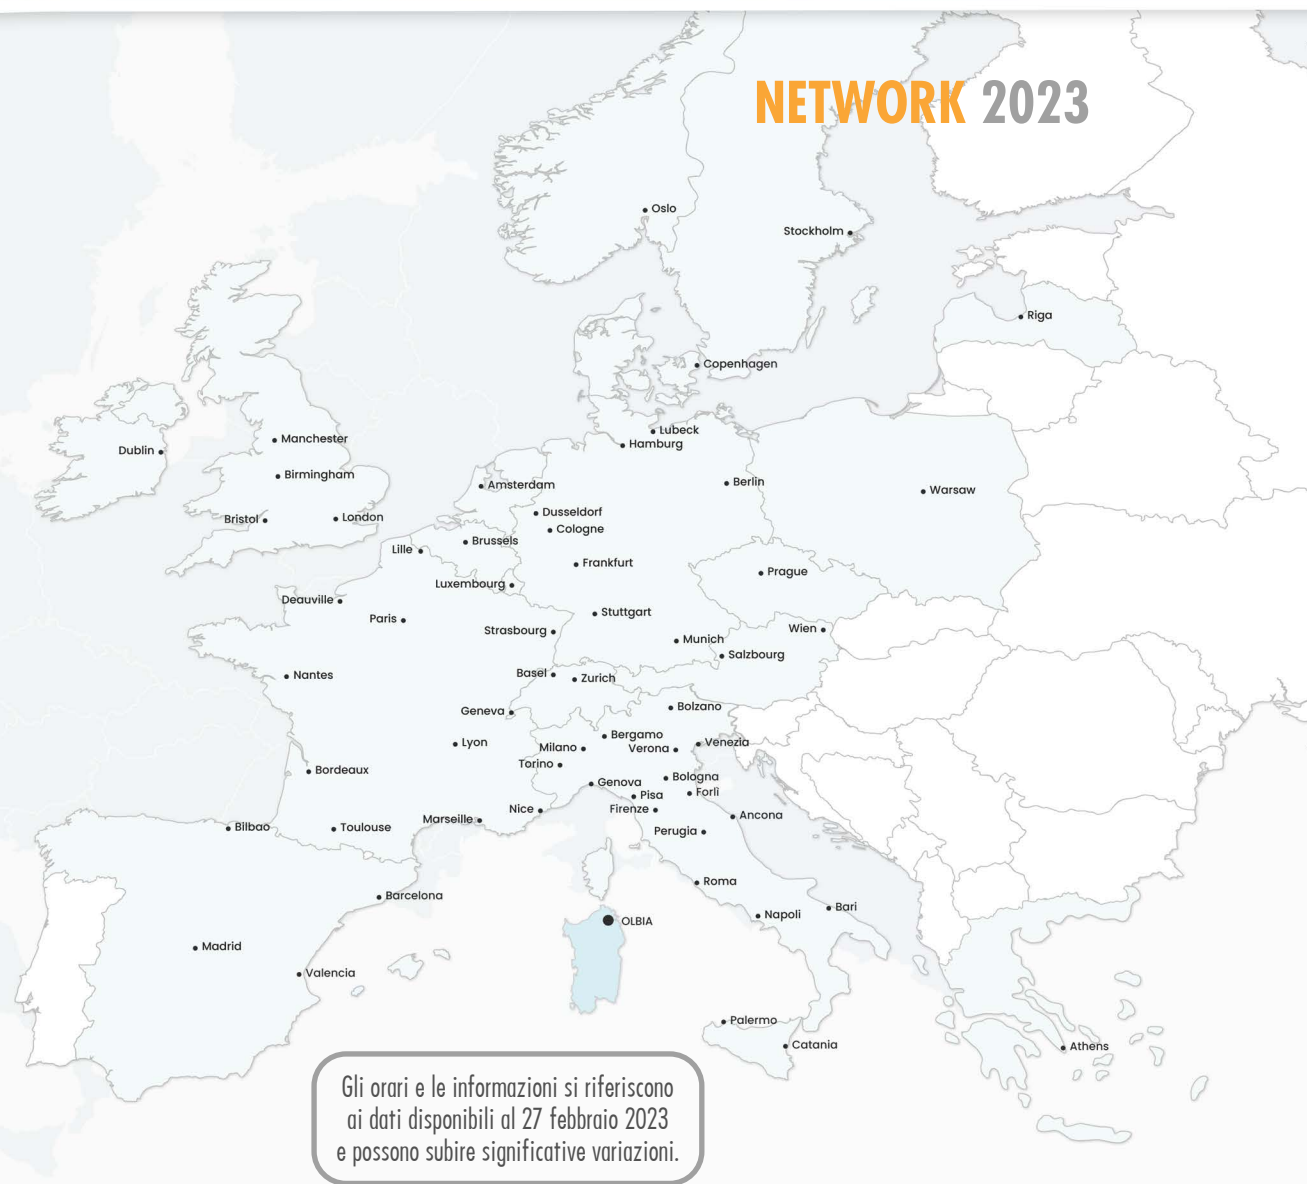 NETWORK 2023
Oslo
Stockholm
Riga
Copenhagen
Lubeck
Hamburg
Manchester
Dublin
Birmingham
Amsterdam
Berlin
Warsaw
Dusseldorf
Bristol
London
Cologne
Brussels
Lille
Frankfurt
Prague
Luxembourg
Deauville
Stuttgart
Paris
Strasbourg
Wien
Munich
Salzbourg
Nantes
Basel
Zurich
Geneva
Bolzano
Bergamo
Lyon
Milano
Verona
Venezia
Torino
Bordeaux
Genova
Bologna
Pisa
Forlì
Nice
Firenze
Marseille
Ancona
Bilbao
Toulouse
Perugia
Roma
Barcelona
Bari
Napoli
OLBIA
Madrid
Valencia
Palermo
Catania
Athens
Gli orari e le informazioni si riferiscono
ai dati disponibili al 27 febbraio 2023
e possono subire significative variazioni.